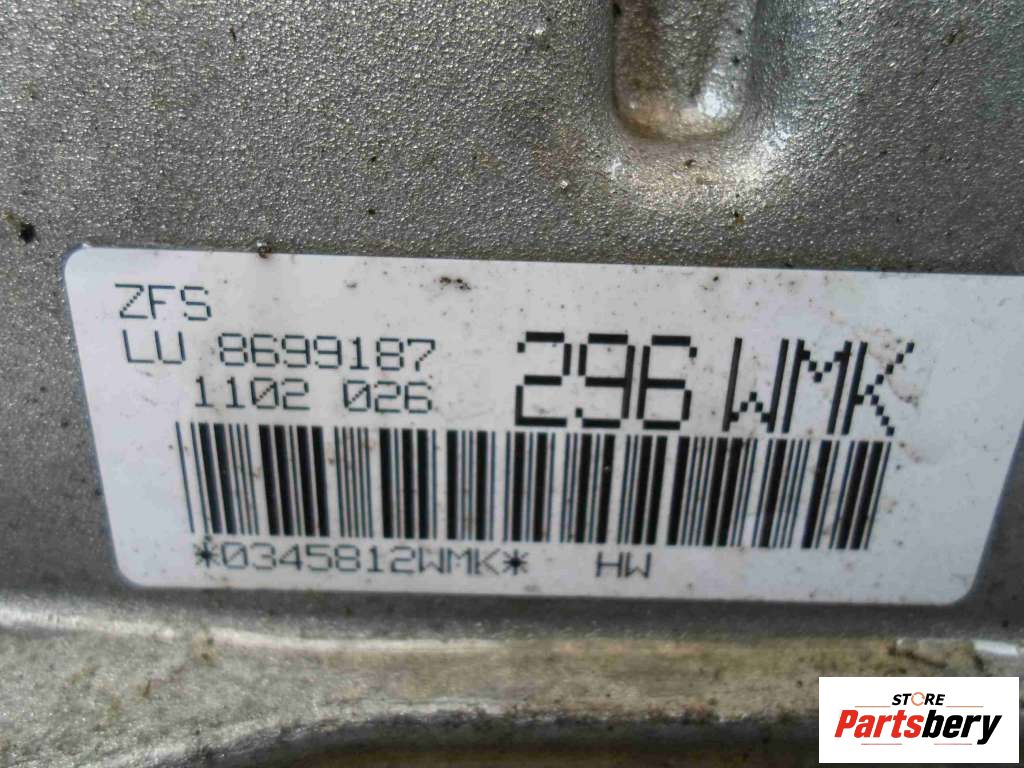 ZFS
LU 8699187
1102 026
296 WMK
*0345812WMK* HW
STORE
Partsbery